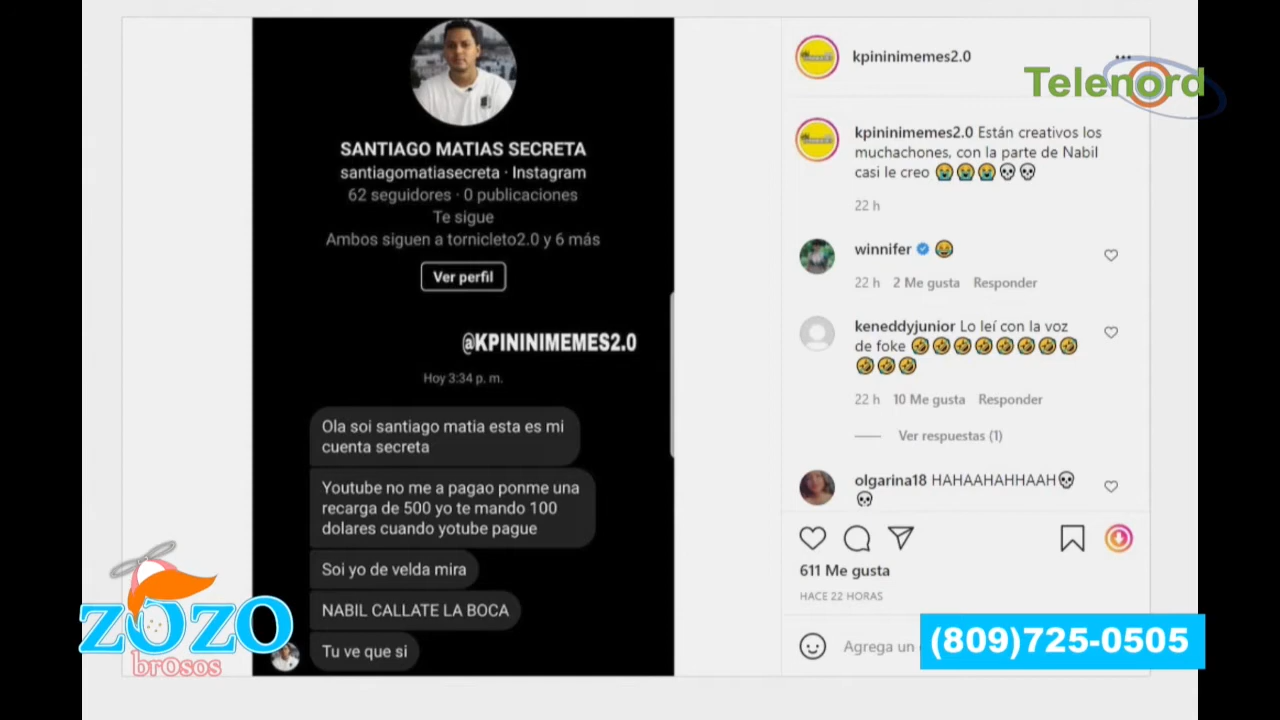 SANTIAGO MATIAS SECRETA
santiagomatiassecreta · Instagram
62 seguidores · 0 publicaciones
Te sigue
Ambos siguen a tornicleto2.0 y 6 más
Ver perfil
@KPININIMEMES2.0
Hoy 3:34 p. m.
Ola soi santiago matia esta es mi
cuenta secreta
Youtube no me a pagao ponme una
recarga de 500 yo te mando 100
dolares cuando yotube pague
Soi yo de velda mira
NABIL CALLATE LA BOCA
Tu ve que si
kpininimemes2.0
Telenord
kpininimemes2.0 Están creativos los
muchachones, con la parte de Nabil
casi le creo 😭😭😭💀💀
22 h
winnifer 😂
22 h 2 Me gusta Responder
keneddyjunior Lo leí con la voz
de foke 🤣🤣🤣🤣🤣🤣🤣🤣
🤣🤣🤣
22 h 10 Me gusta Responder
Ver respuestas (1)
olgarina18 HAHAAHAHHAAH💀
💀
611 Me gusta
HACE 22 HORAS
Agrega un
(809)725-0505
ZOZO
brOsos